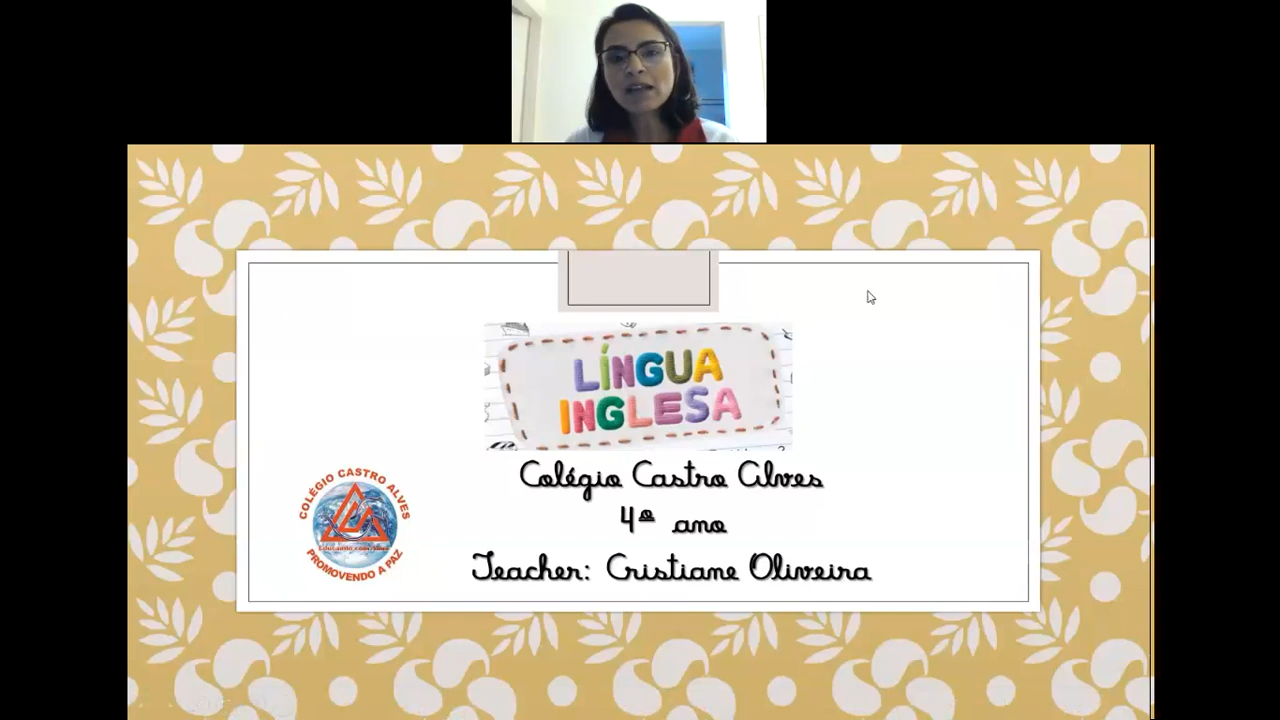 LÍNGUA
INGLESA
Colégio Castro Alves
4º ano
Teacher: Cristiane Oliveira
COLÉGIO CASTRO ALVES
PROMOVENDO A PAZ